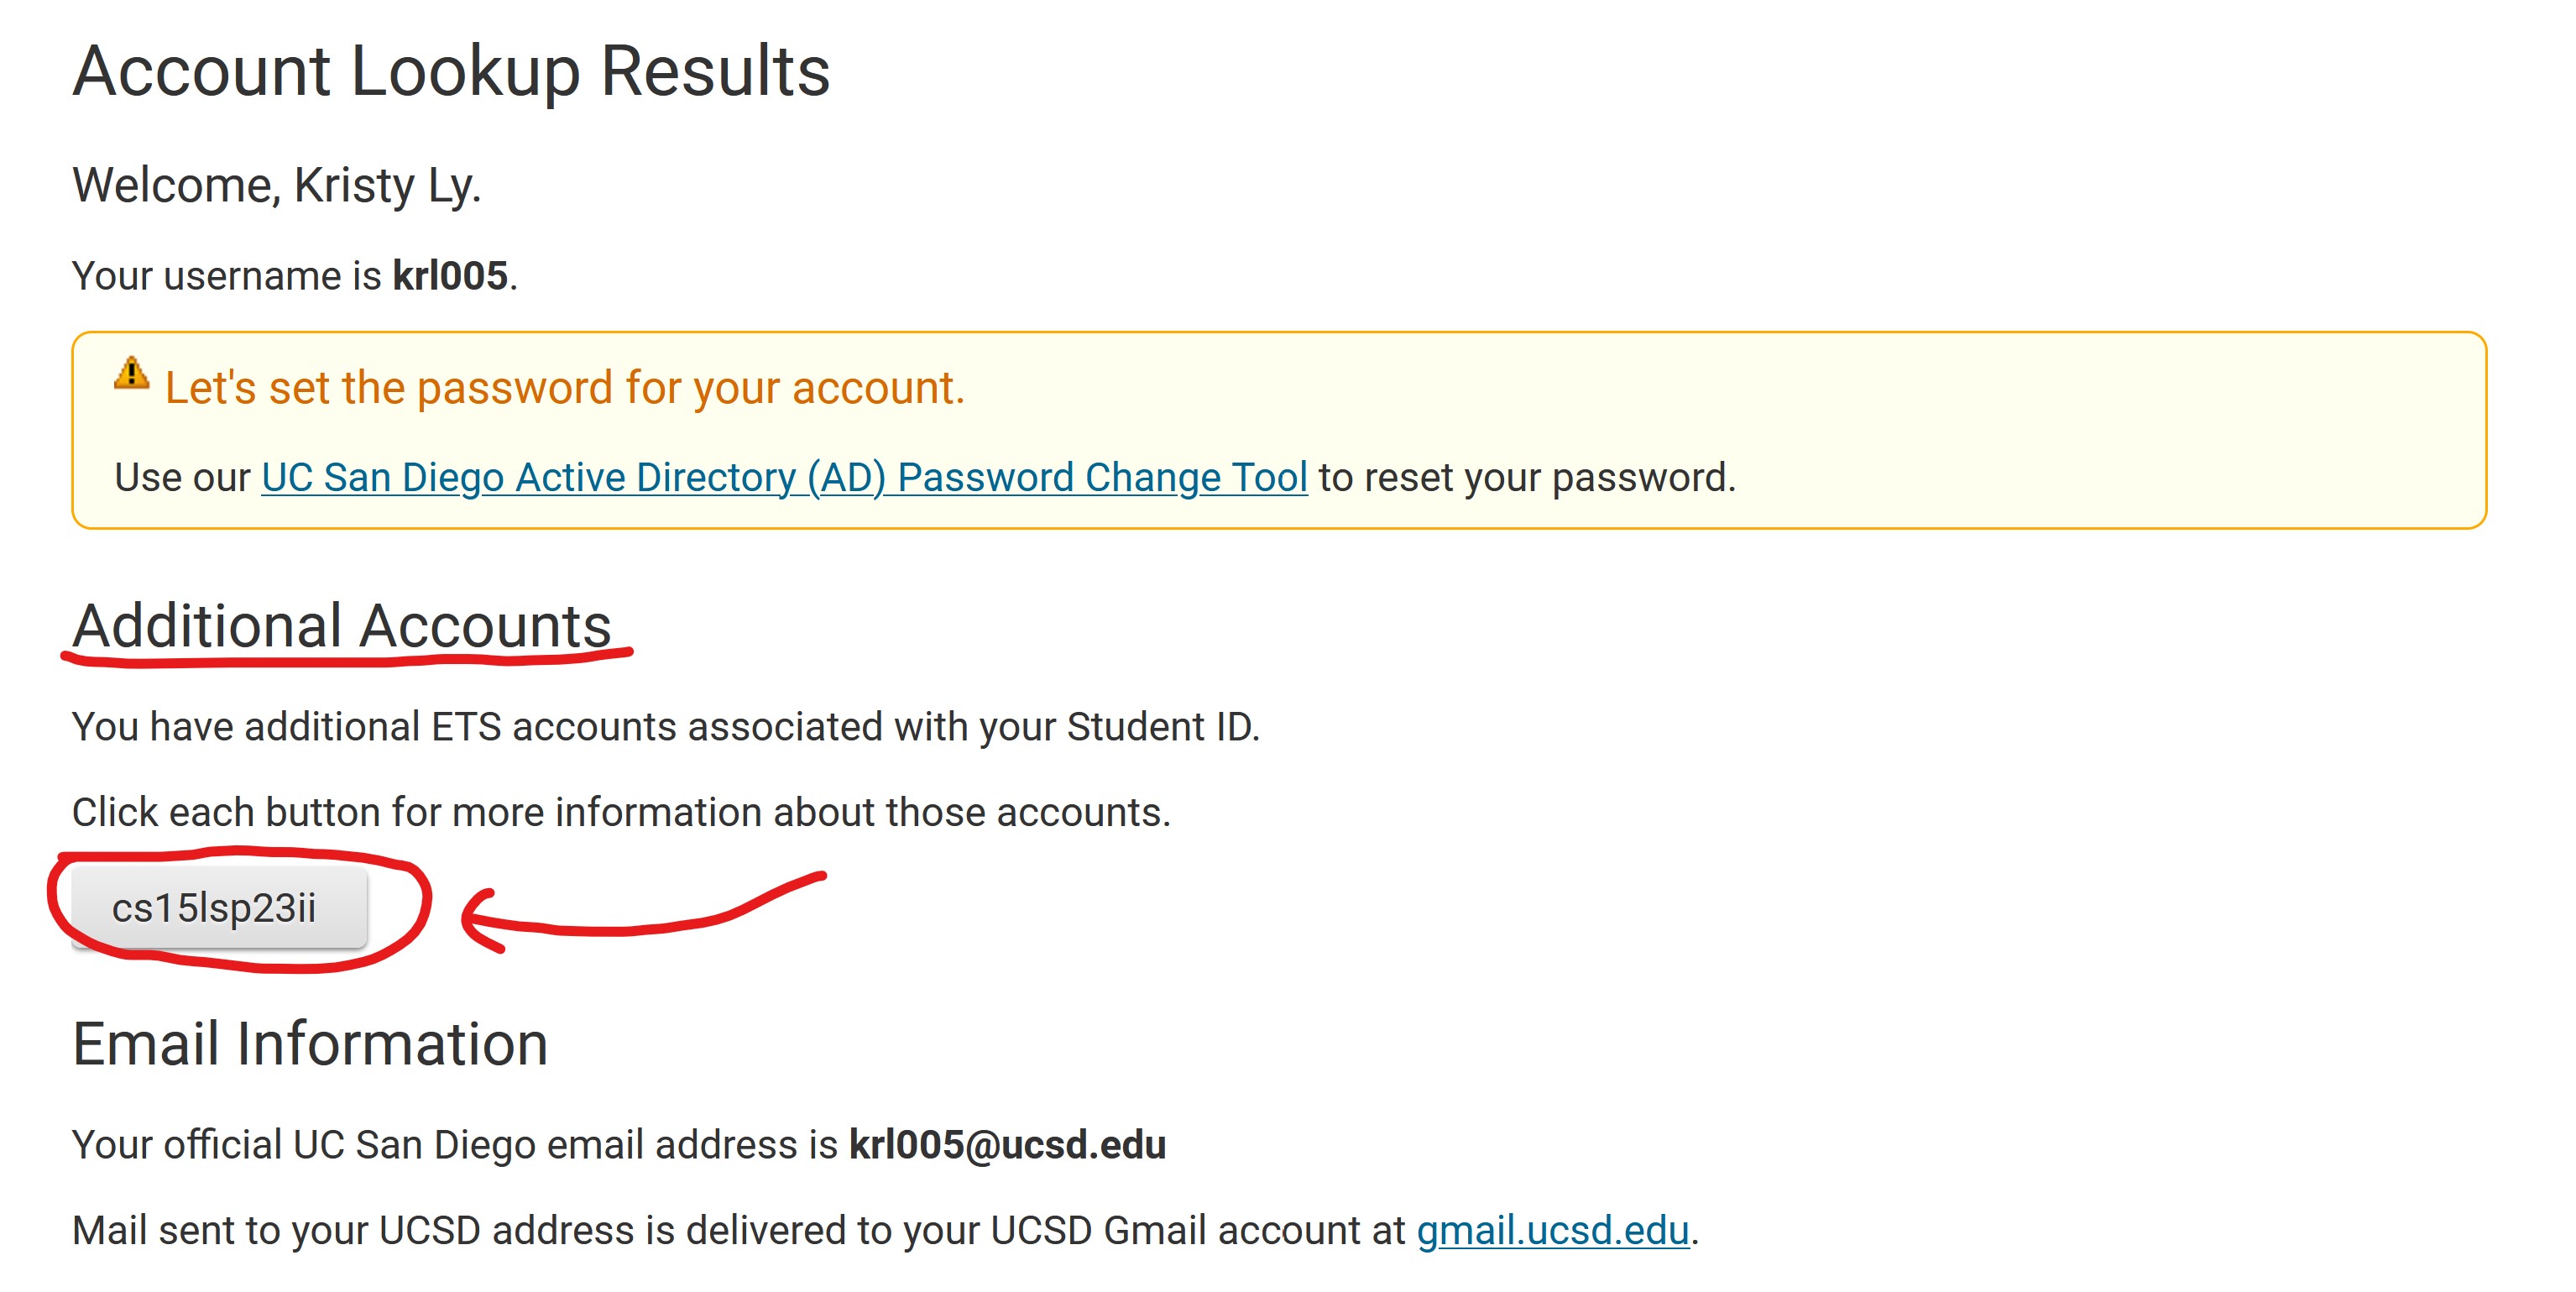 Account Lookup Results
Welcome, Kristy Ly.
Your username is krl005.
Let's set the password for your account.
Use our UC San Diego Active Directory (AD) Password Change Tool to reset your password.
Additional Accounts
You have additional ETS accounts associated with your Student ID.
Click each button for more information about those accounts.
cs15lsp23ii
Email Information
Your official UC San Diego email address is krl005@ucsd.edu
Mail sent to your UCSD address is delivered to your UCSD Gmail account at gmail.ucsd.edu.